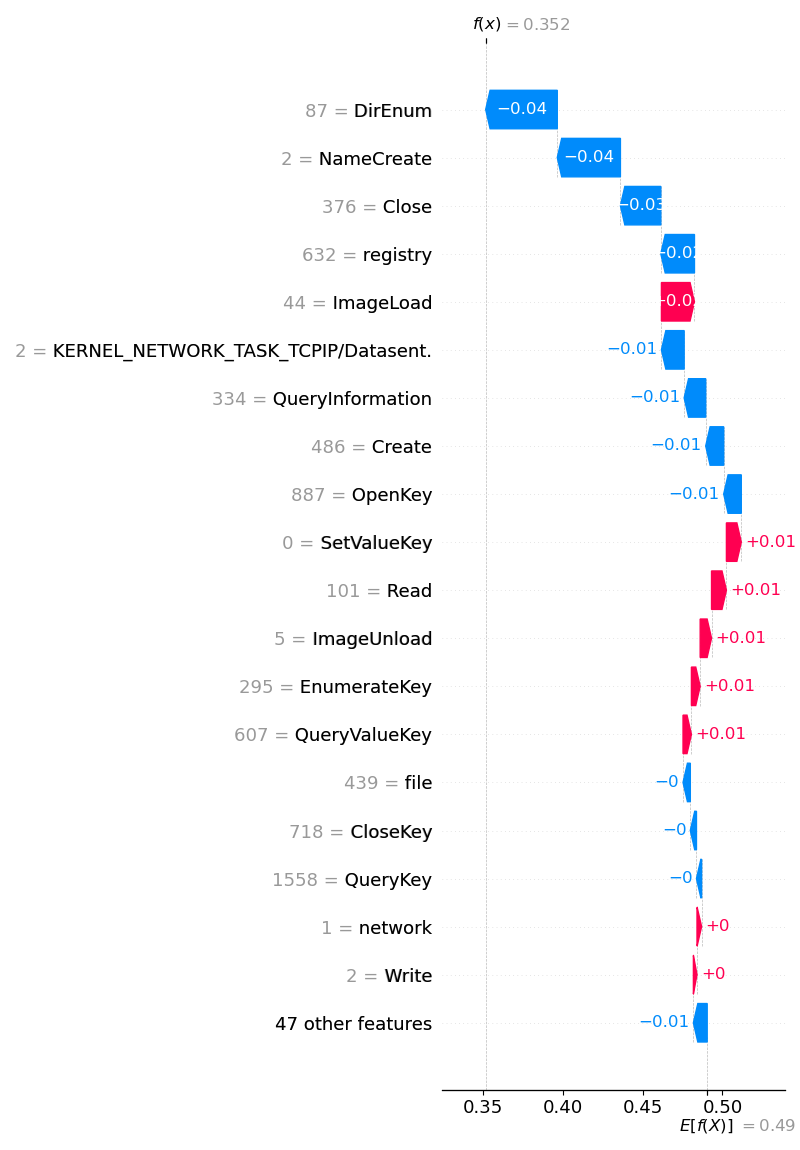 f(x) = 0.352
87 = DirEnum −0.04
2 = NameCreate −0.04
376 = Close −0.03
632 = registry
44 = ImageLoad
2 = KERNEL_NETWORK_TASK_TCPIP/Datasent. −0.01
334 = QueryInformation −0.01
486 = Create −0.01
887 = OpenKey −0.01
0 = SetValueKey +0.01
101 = Read +0.01
5 = ImageUnload +0.01
295 = EnumerateKey +0.01
607 = QueryValueKey +0.01
439 = file −0
718 = CloseKey −0
1558 = QueryKey −0
1 = network +0
2 = Write +0
47 other features −0.01
0.35 0.40 0.45 0.50
E[f(X)] = 0.49